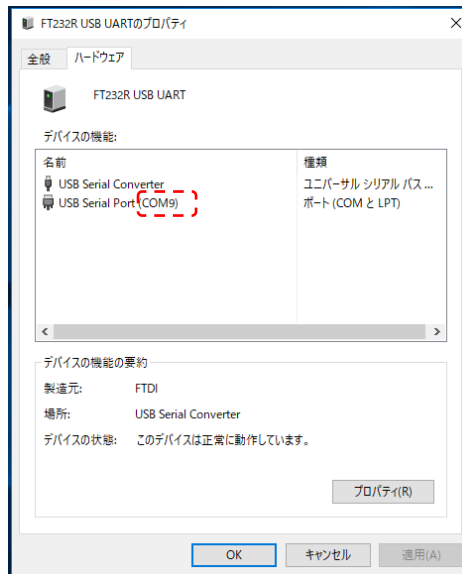 FT232R USB UARTのプロパティ
全般 ハードウェア
FT232R USB UART
デバイスの機能:
名前 種類
USB Serial Converter ユニバーサル シリアル バス ...
USB Serial Port (COM9) ポート (COM と LPT)
デバイスの機能の要約
製造元: FTDI
場所: USB Serial Converter
デバイスの状態: このデバイスは正常に動作しています。
プロパティ(R)
OK キャンセル 適用(A)